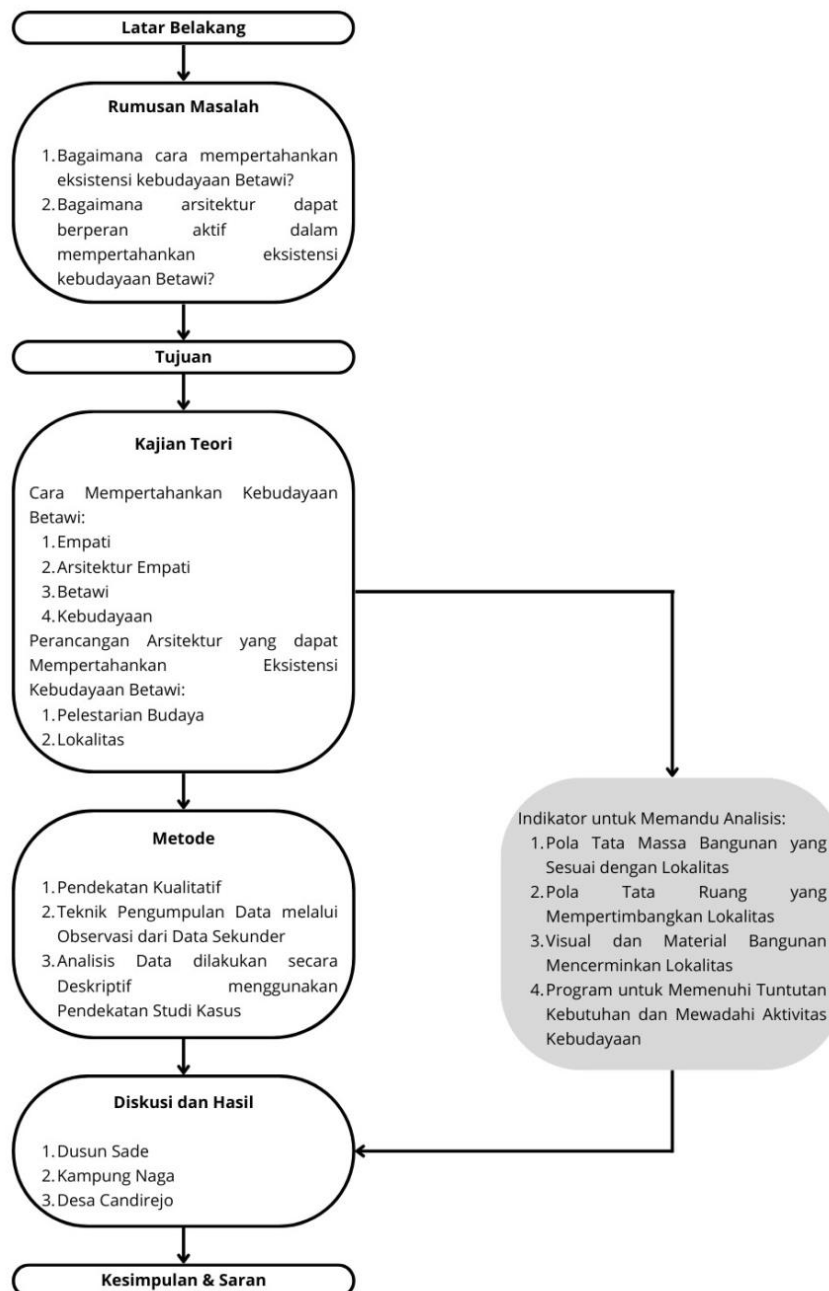 Latar Belakang
Rumusan Masalah
1. Bagaimana cara mempertahankan
eksistensi kebudayaan Betawi?
2. Bagaimana arsitektur dapat
berperan aktif dalam
mempertahankan eksistensi
kebudayaan Betawi?
Tujuan
Kajian Teori
Cara Mempertahankan Kebudayaan
Betawi:
1. Empati
2. Arsitektur Empati
3. Betawi
4. Kebudayaan
Perancangan Arsitektur yang dapat
Mempertahankan Eksistensi
Kebudayaan Betawi:
1. Pelestarian Budaya
2. Lokalitas
Metode
1. Pendekatan Kualitatif
2. Teknik Pengumpulan Data melalui
Observasi dari Data Sekunder
3. Analisis Data dilakukan secara
Deskriptif menggunakan
Pendekatan Studi Kasus
Indikator untuk Memandu Analisis:
1. Pola Tata Massa Bangunan yang
Sesuai dengan Lokalitas
2. Pola Tata Ruang yang
Mempertimbangkan Lokalitas
3. Visual dan Material Bangunan
Mencerminkan Lokalitas
4. Program untuk Memenuhi Tuntutan
Kebutuhan dan Mewadahi Aktivitas
Kebudayaan
Diskusi dan Hasil
1. Dusun Sade
2. Kampung Naga
3. Desa Candirejo
Kesimpulan & Saran